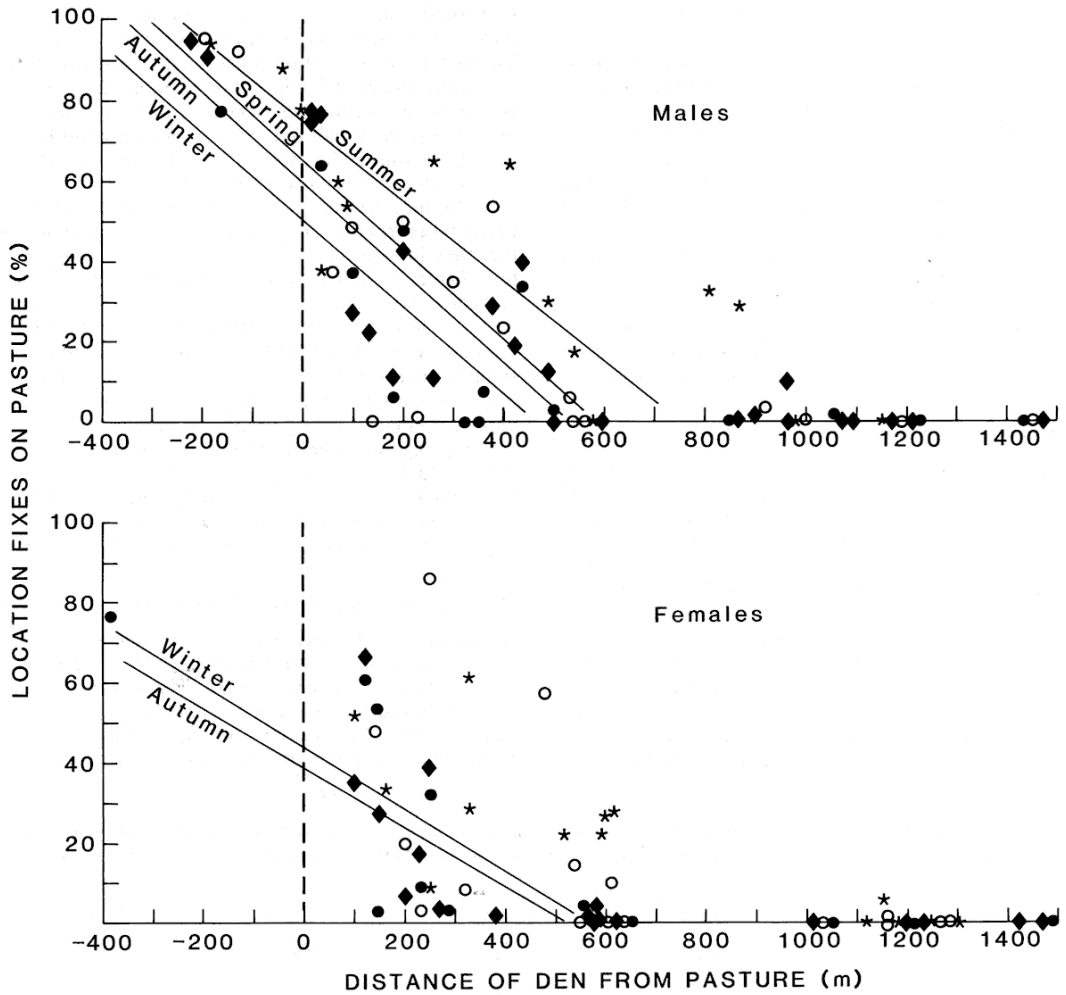 LOCATION FIXES ON PASTURE (%)
100
80
60
40
20
0
Males
Autumn
Winter
Spring
Summer
-400 -200 0 200 400 600 800 1000 1200 1400
100
80
60
40
20
Females
Winter
Autumn
-400 -200 0 200 400 600 800 1000 1200 1400
DISTANCE OF DEN FROM PASTURE (m)